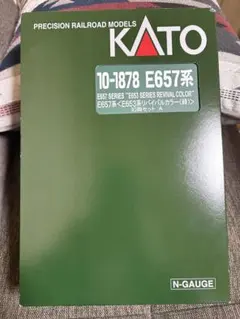 PRECISION RAILROAD MODELS
KATO
10-1878 E657系
E657 SERIES "E653 SERIES REVIVAL COLOR"
E657系<E653系リバイバルカラー(緑)>
10両セット A
N-GAUGE